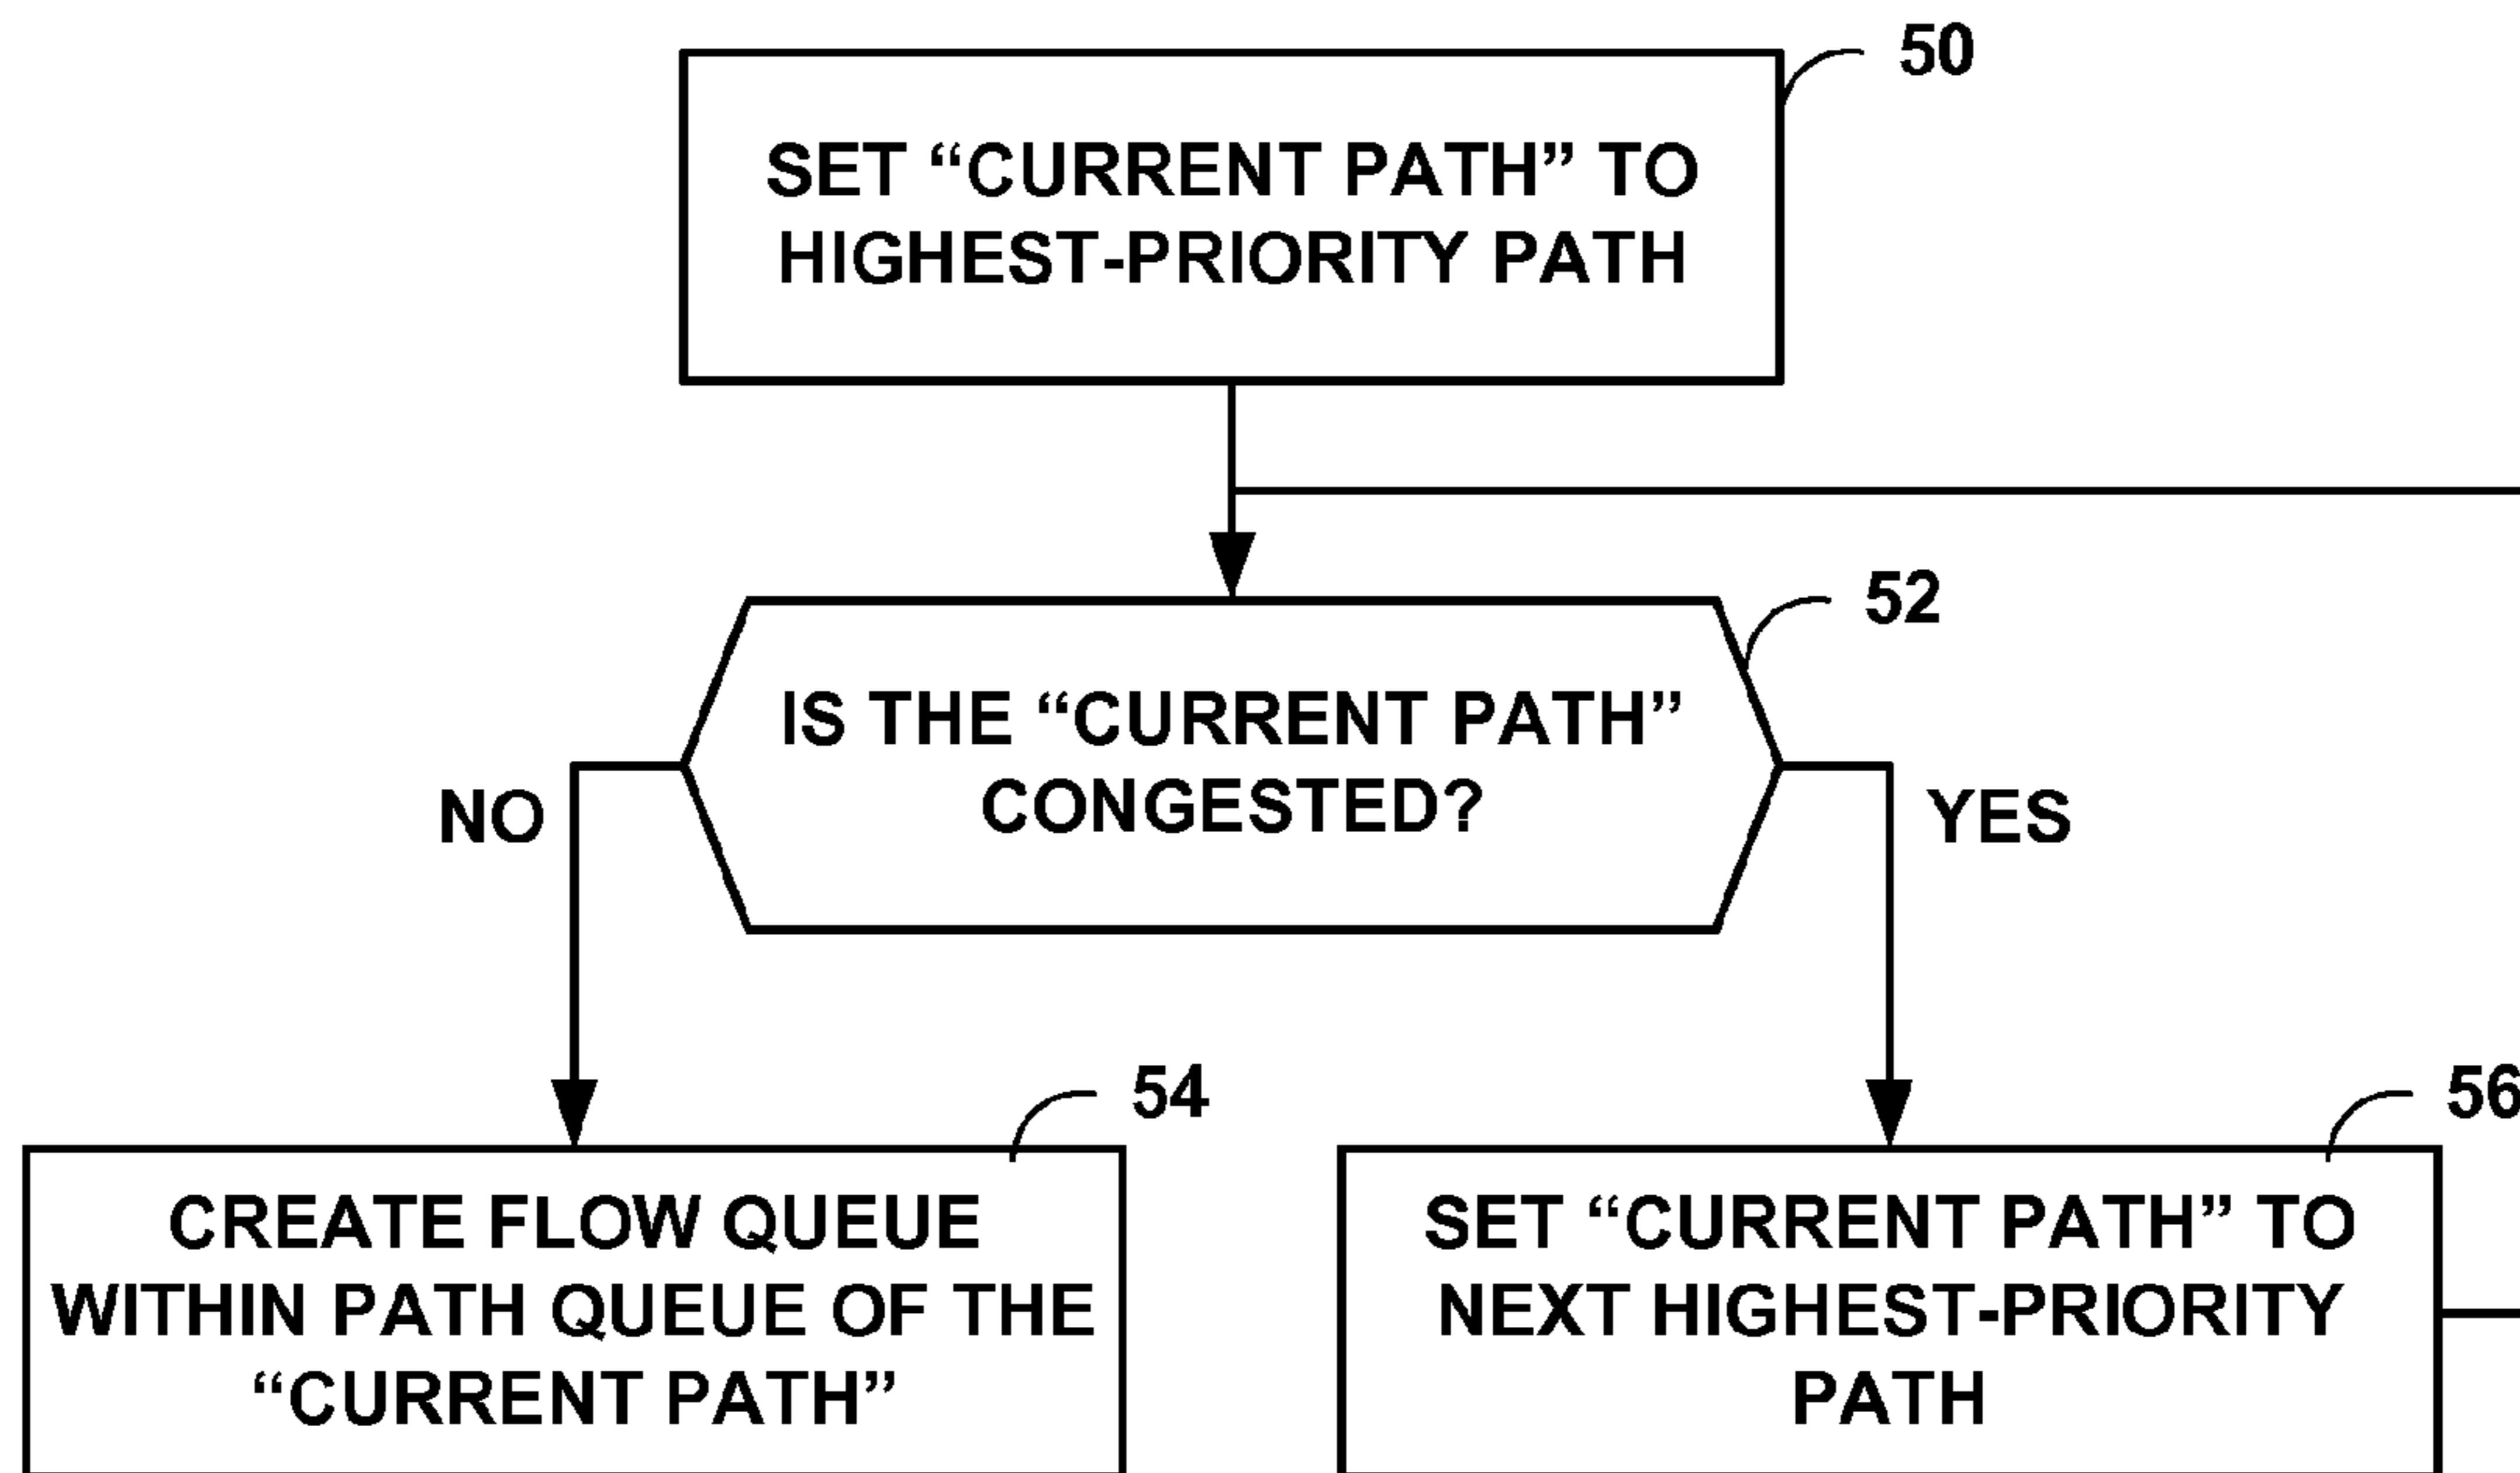 50
SET “CURRENT PATH” TO
HIGHEST-PRIORITY PATH
52
IS THE “CURRENT PATH”
CONGESTED?
NO
YES
54
CREATE FLOW QUEUE
WITHIN PATH QUEUE OF THE
“CURRENT PATH”
56
SET “CURRENT PATH” TO
NEXT HIGHEST-PRIORITY
PATH